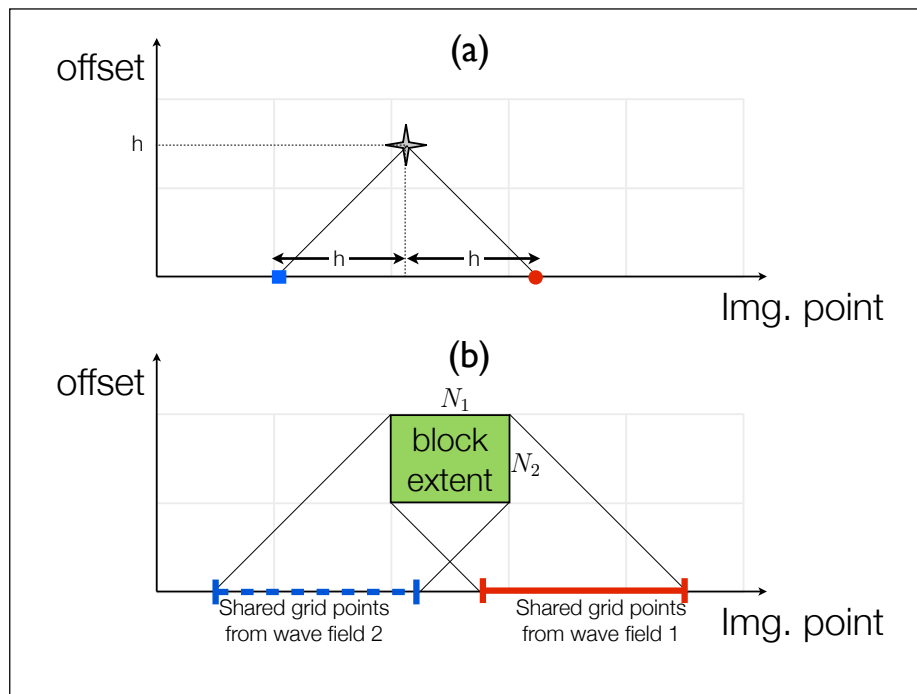 (a)
offset
h
h
h
Img. point
(b)
offset
N₁
block
extent
N₂
Shared grid points
from wave field 2
Shared grid points
from wave field 1
Img. point